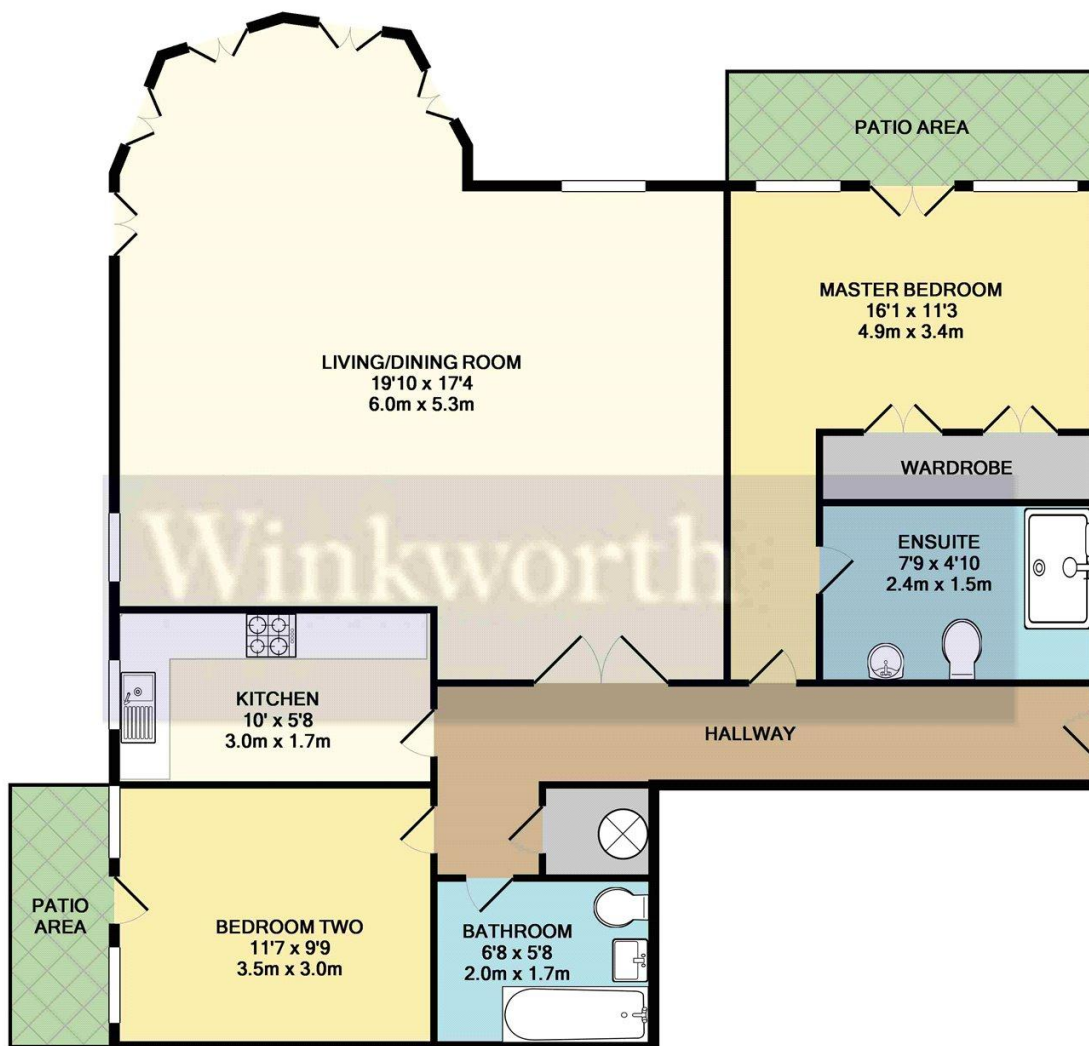 PATIO AREA
MASTER BEDROOM
16'1 x 11'3
4.9m x 3.4m
LIVING/DINING ROOM
19'10 x 17'4
6.0m x 5.3m
WARDROBE
Winkworth
ENSUITE
7'9 x 4'10
2.4m x 1.5m
KITCHEN
10' x 5'8
3.0m x 1.7m
HALLWAY
PATIO
AREA
BEDROOM TWO
11'7 x 9'9
3.5m x 3.0m
BATHROOM
6'8 x 5'8
2.0m x 1.7m